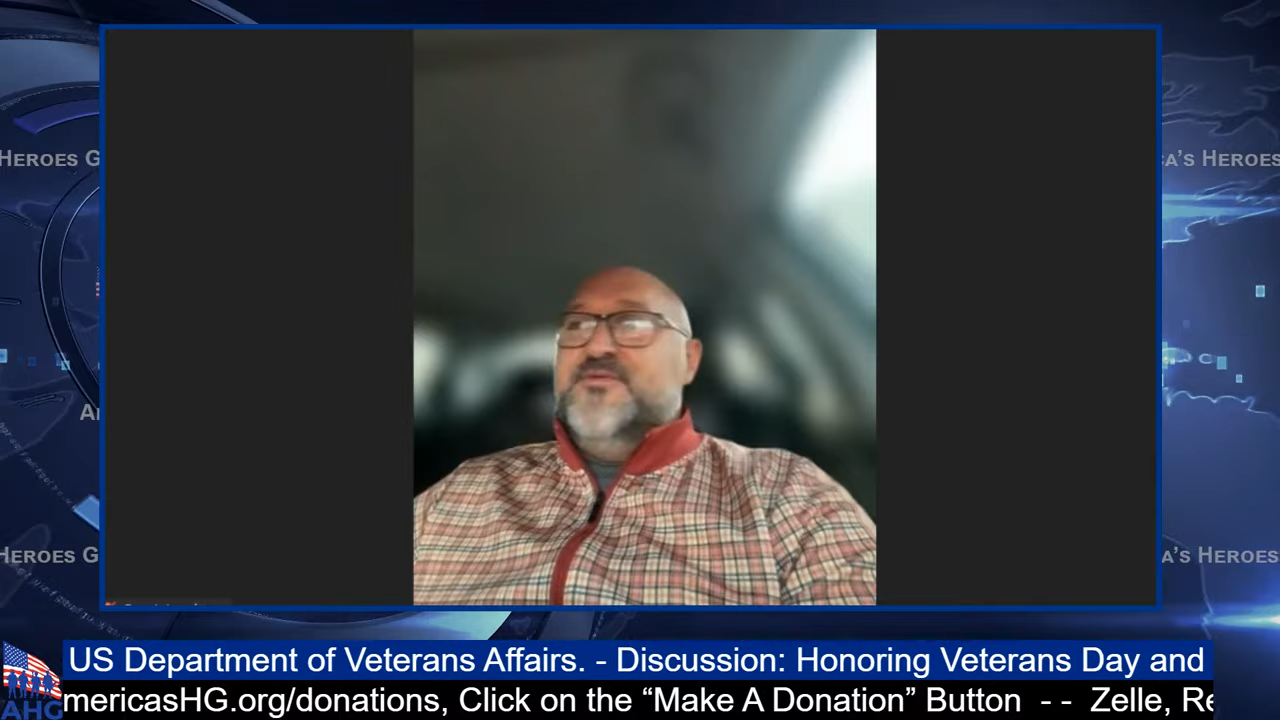 HEROES G
A'S HEROES
A
HEROES G
A'S HEROES
US Department of Veterans Affairs. - Discussion: Honoring Veterans Day and
mericasHG.org/donations, Click on the “Make A Donation” Button - - Zelle, Re
AHG